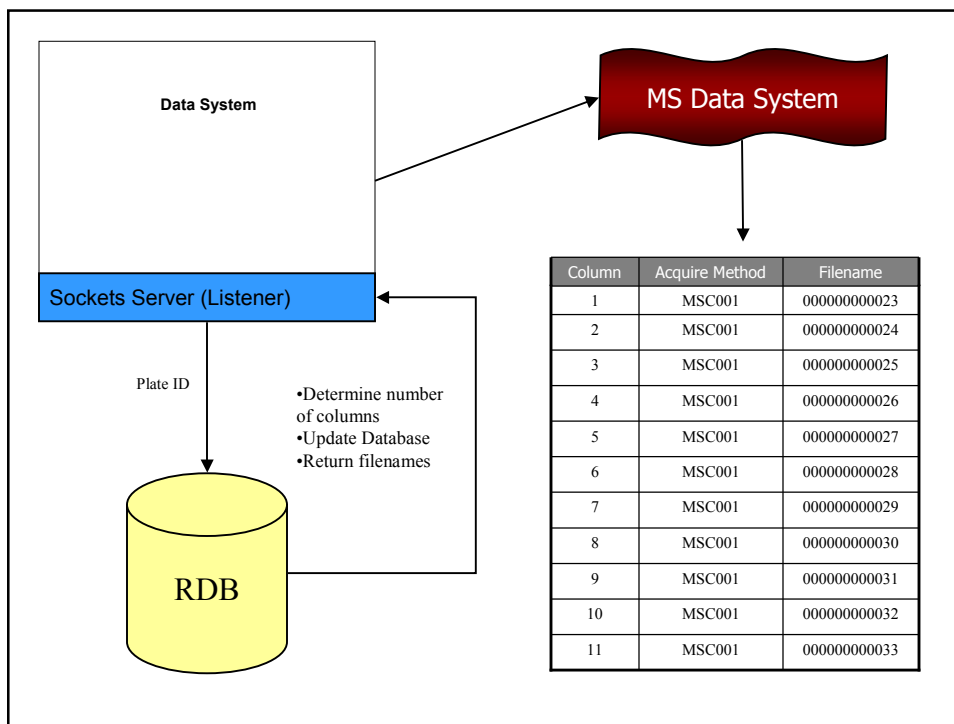 Data System
MS Data System
Sockets Server (Listener)
Plate ID
•Determine number
of columns
•Update Database
•Return filenames
RDB
Column Acquire Method Filename
1 MSC001 000000000023
2 MSC001 000000000024
3 MSC001 000000000025
4 MSC001 000000000026
5 MSC001 000000000027
6 MSC001 000000000028
7 MSC001 000000000029
8 MSC001 000000000030
9 MSC001 000000000031
10 MSC001 000000000032
11 MSC001 000000000033